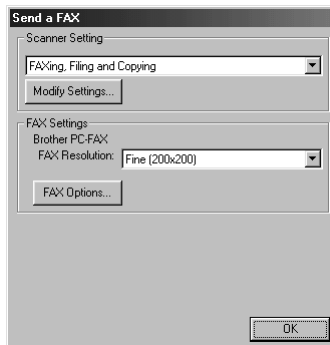 Send a FAX
Scanner Setting
FAXing, Filing and Copying
Modify Settings...
FAX Settings
Brother PC-FAX
FAX Resolution: Fine (200x200)
FAX Options...
OK